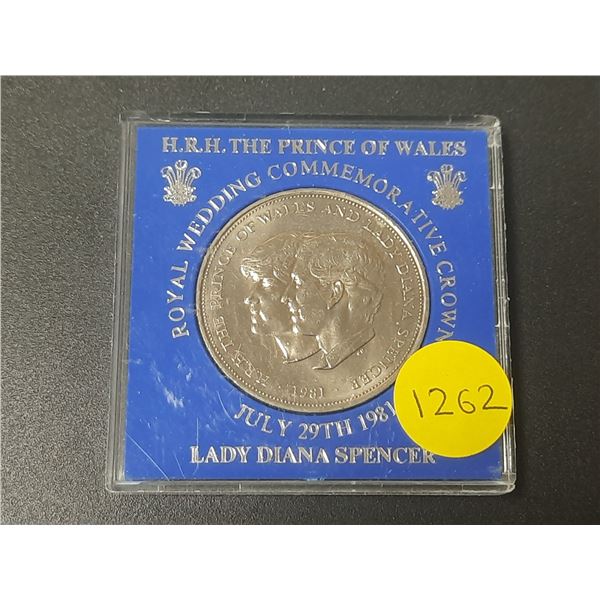 H.R.H. THE PRINCE OF WALES
ROYAL WEDDING COMMEMORATIVE CROWN
H.R.H. THE PRINCE OF WALES AND LADY DIANA SPENCER
1981
JULY 29TH 1981
LADY DIANA SPENCER
1262